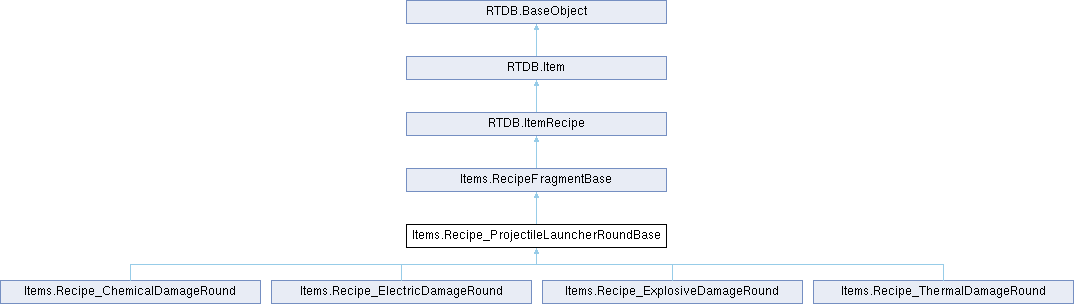 RTDB.BaseObject
RTDB.Item
RTDB.ItemRecipe
Items.RecipeFragmentBase
Items.Recipe_ProjectileLauncherRoundBase
Items.Recipe_ChemicalDamageRound
Items.Recipe_ElectricDamageRound
Items.Recipe_ExplosiveDamageRound
Items.Recipe_ThermalDamageRound